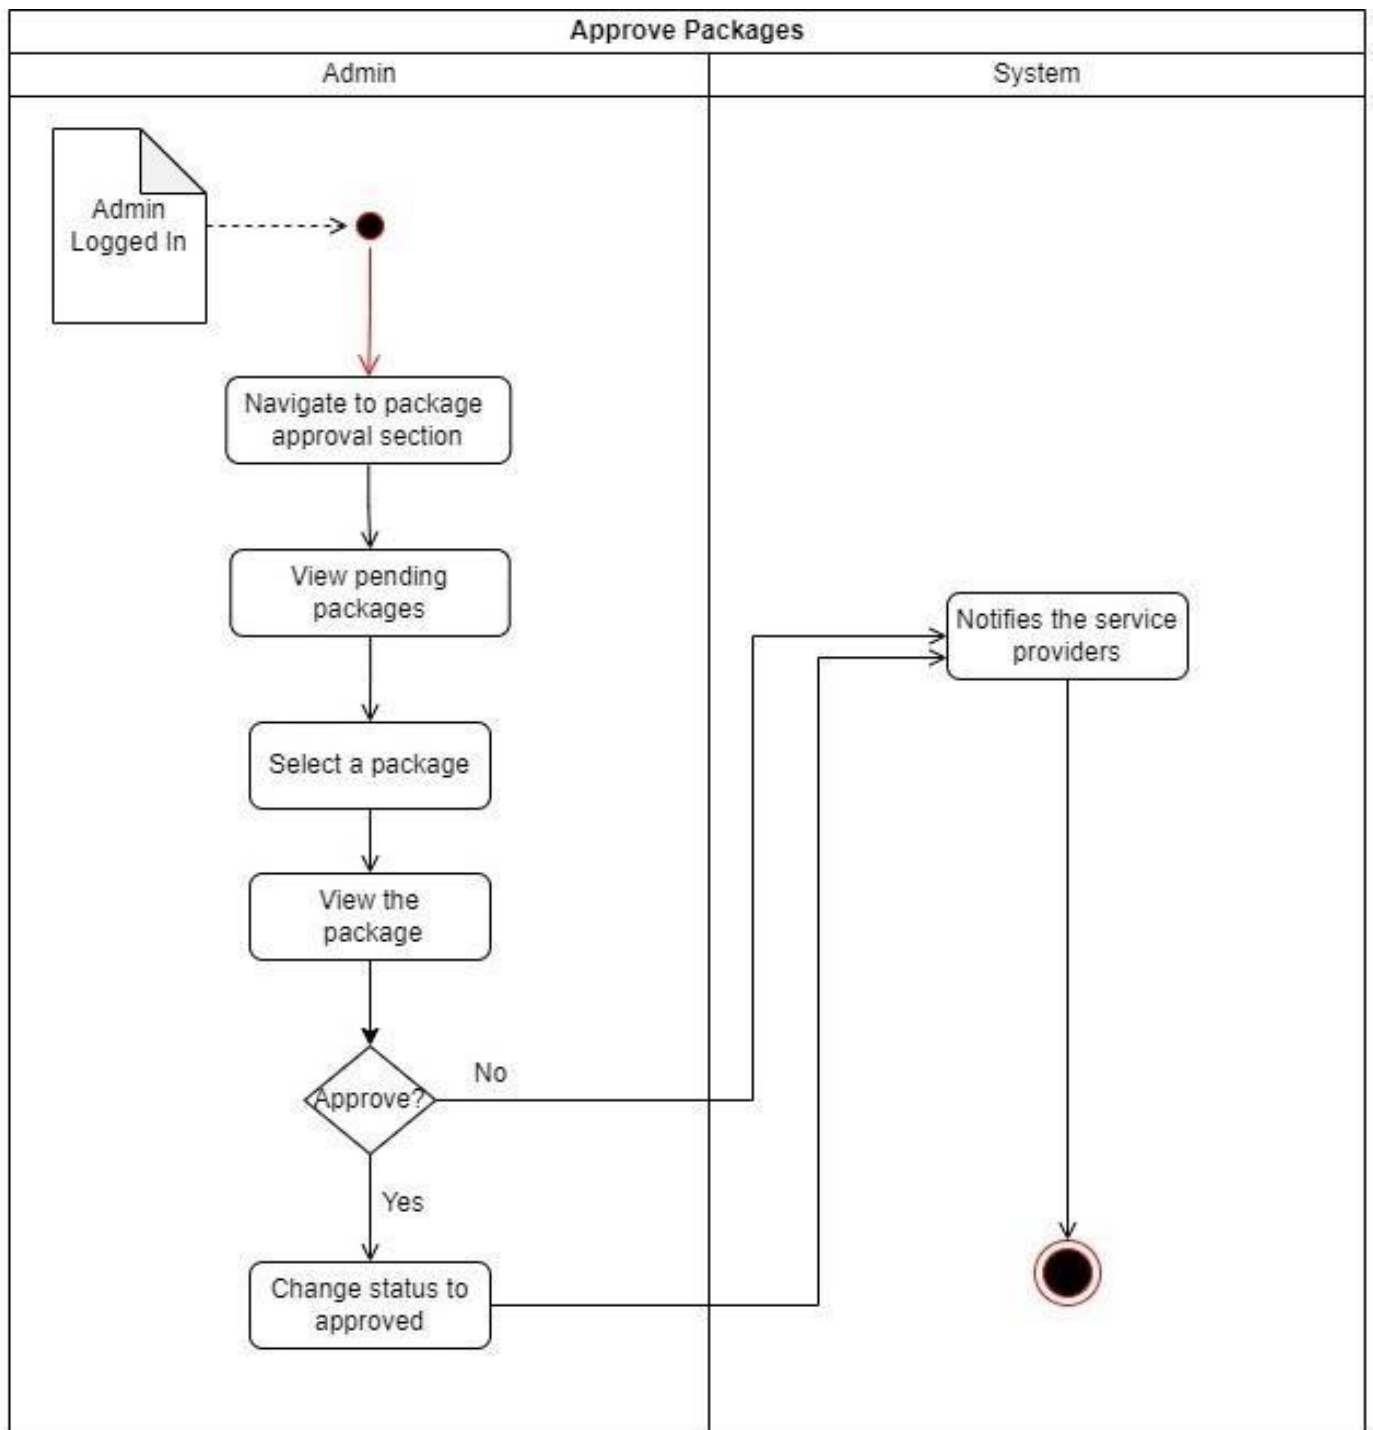 Approve Packages
Admin
System
Admin
Logged In
Navigate to package
approval section
View pending
packages
Notifies the service
providers
Select a package
View the
package
Approve?
No
Yes
Change status to
approved